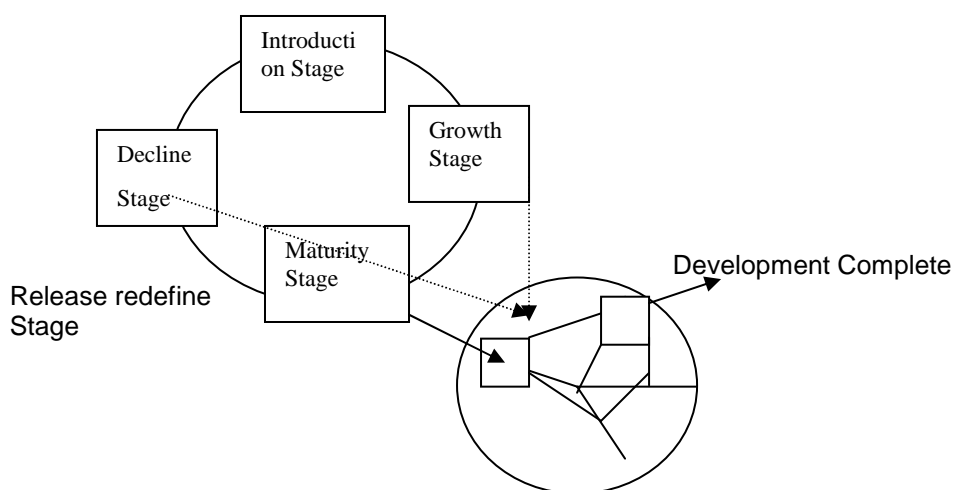 Introducti
on Stage
Growth
Stage
Decline
Stage
Maturity
Stage
Development Complete
Release redefine
Stage